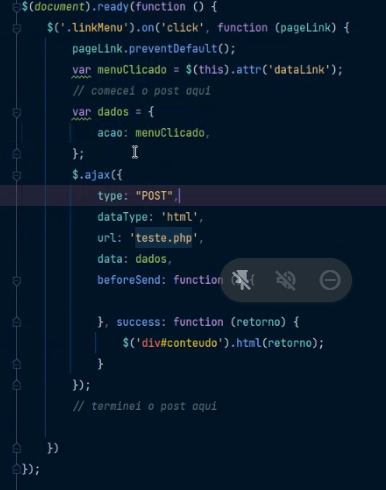 $(document).ready(function () {
$('.linkMenu').on('click', function (pageLink) {
pageLink.preventDefault();
var menuClicado = $(this).attr('dataLink');
// comecei o post aqui
var dados = {
acao: menuClicado,
};
$.ajax({
type: "POST",
dataType: 'html',
url: 'teste.php',
data: dados,
beforeSend: function () {
}, success: function (retorno) {
$('div#conteudo').html(retorno);
}
});
// terminei o post aqui
})
});